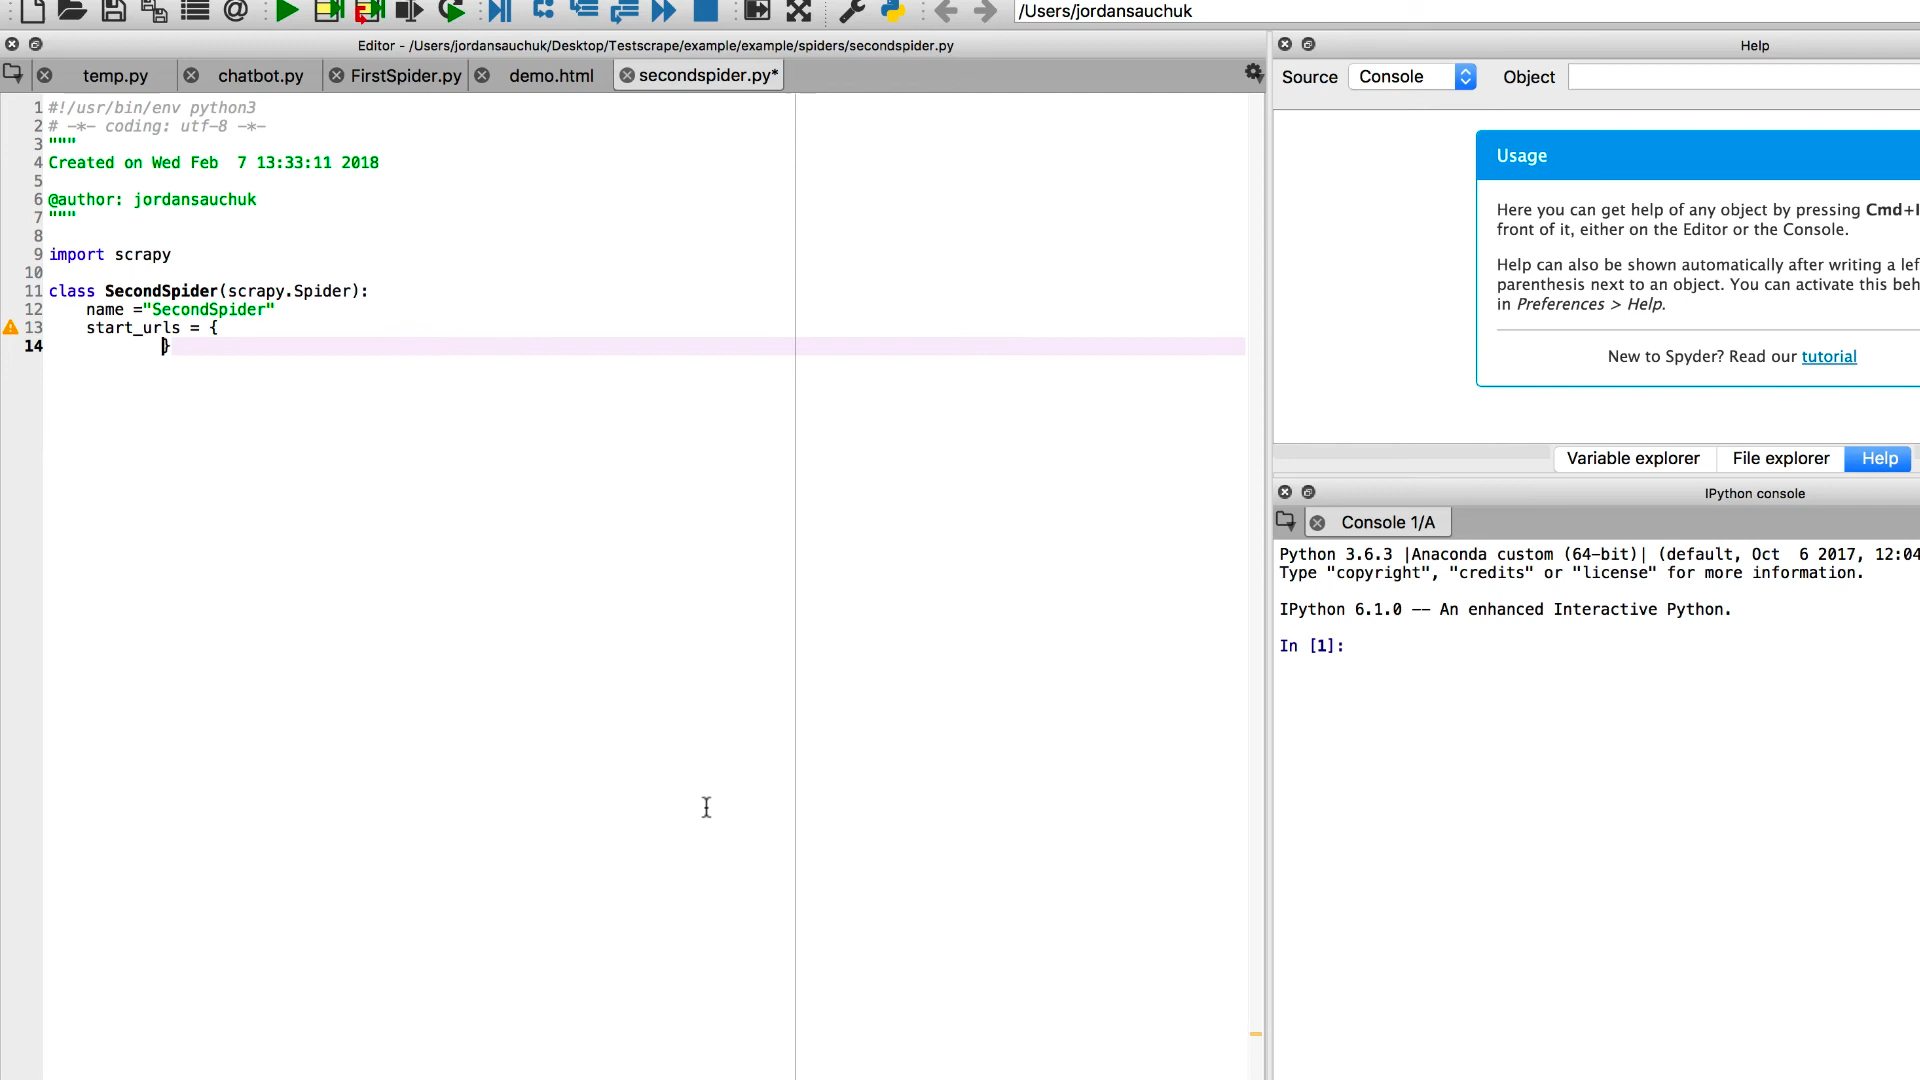 /Users/jordansauchuk
Editor - /Users/jordansauchuk/Desktop/Testscrape/example/example/spiders/secondspider.py
temp.py
chatbot.py
FirstSpider.py
demo.html
secondspider.py*
1 #!/usr/bin/env python3
2 # -*- coding: utf-8 -*-
3 """
4 Created on Wed Feb  7 13:33:11 2018
5
6 @author: jordansauchuk
7 """
8
9 import scrapy
10
11 class SecondSpider(scrapy.Spider):
12     name ="SecondSpider"
13     start_urls = {
14             }
Help
Source Console Object
Usage
Here you can get help of any object by pressing Cmd+I
front of it, either on the Editor or the Console.
Help can also be shown automatically after writing a lef
parenthesis next to an object. You can activate this beh
in Preferences > Help.
New to Spyder? Read our tutorial
Variable explorer
File explorer
Help
IPython console
Console 1/A
Python 3.6.3 |Anaconda custom (64-bit)| (default, Oct  6 2017, 12:04
Type "copyright", "credits" or "license" for more information.
IPython 6.1.0 -- An enhanced Interactive Python.
In [1]: